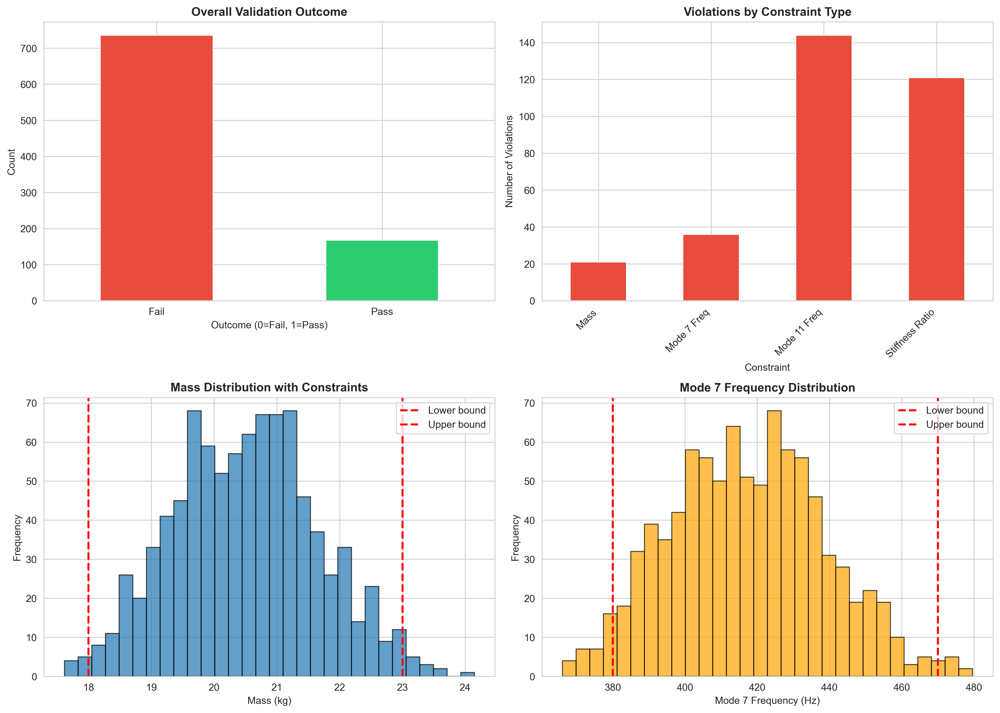 Overall Validation Outcome
Count
700
600
500
400
300
200
100
0
Fail
Pass
Outcome (0=Fail, 1=Pass)
Violations by Constraint Type
Number of Violations
140
120
100
80
60
40
20
0
Mass
Mode 7 Freq
Mode 11 Freq
Stiffness Ratio
Constraint
Mass Distribution with Constraints
Lower bound
Upper bound
Frequency
70
60
50
40
30
20
10
0
18
19
20
21
22
23
24
Mass (kg)
Mode 7 Frequency Distribution
Lower bound
Upper bound
Frequency
70
60
50
40
30
20
10
0
380
400
420
440
460
480
Mode 7 Frequency (Hz)